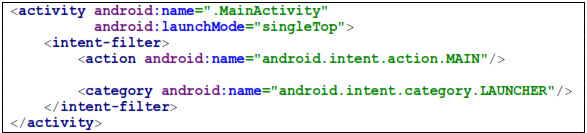 <activity android:name=".MainActivity"
android:launchMode="singleTop">
<intent-filter>
<action android:name="android.intent.action.MAIN"/>
<category android:name="android.intent.category.LAUNCHER"/>
</intent-filter>
</activity>